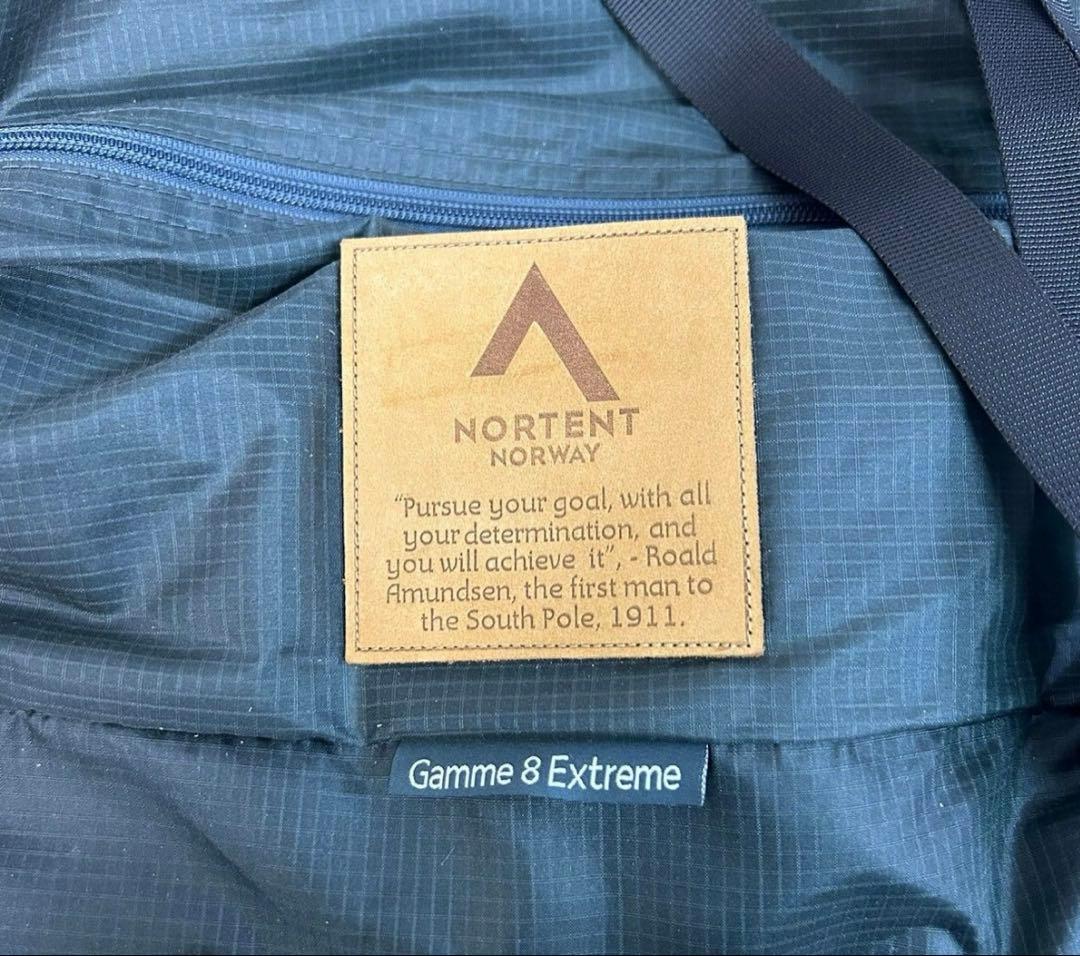 NORTENT
NORWAY
“Pursue your goal, with all
your determination, and
you will achieve it”, - Roald
Amundsen, the first man to
the South Pole, 1911.
Gamme 8 Extreme